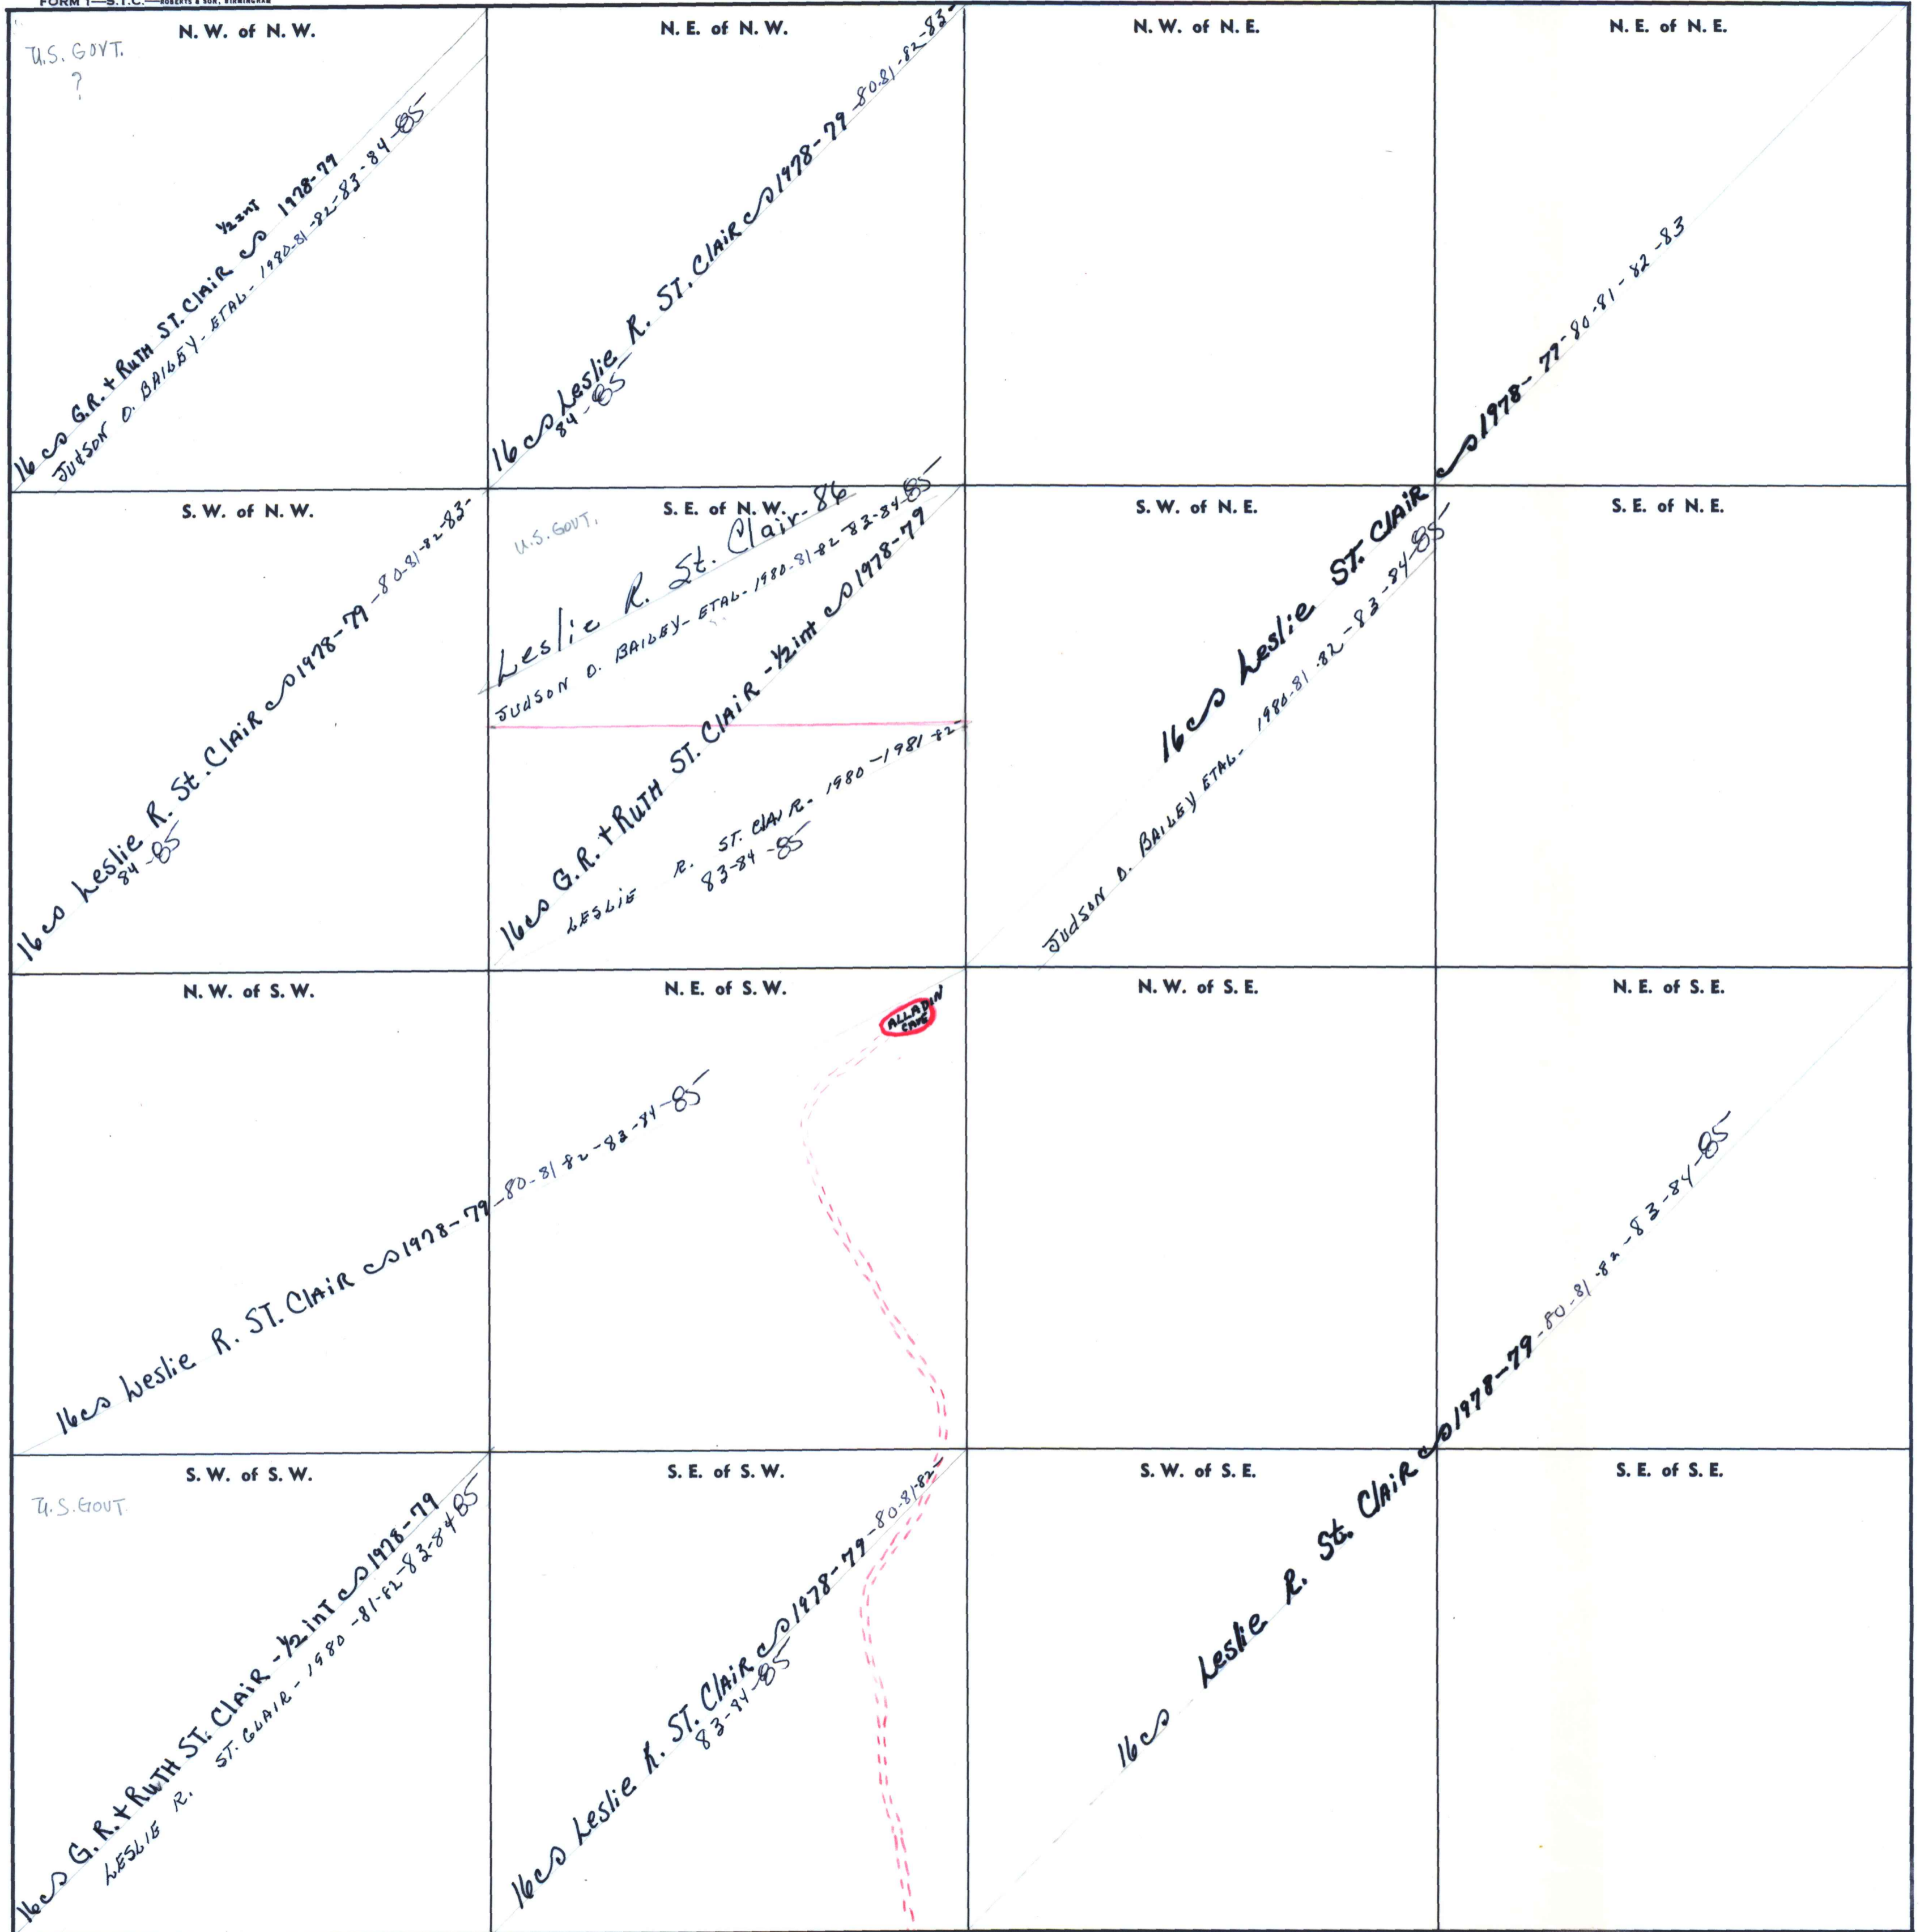 FORM 1—S.T.C.—ROBERTS & SON, BIRMINGHAM
N. W. of N. W.
U.S. GOVT.
?
16 G.R. + RUTH ST. CLAIR 1/2 INT 1978-79
JUDSON O. BAILEY- ETAL- 1980-81-82-83-84-85
N. E. of N. W.
16 Leslie R. ST. CLAIR 1978-79-80-81-82-83-
84-85
N. W. of N. E.
N. E. of N. E.
S. W. of N. W.
16 Leslie R. St. CLAIR 1978-79-80-81-82-83-
84-85
S. E. of N. W.
U.S. GOVT.
Leslie R. St. Clair-86
JUDSON O. BAILEY- ETAL- 1980-81-82-83-84-85
16 G.R. + RUTH ST. CLAIR -1/2 int 1978-79
LESLIE R. ST. CLAIR- 1980-1981-82-
83-84-85
S. W. of N. E.
16 Leslie ST. CLAIR 1978-79-80-81-82-83
JUDSON O. BAILEY ETAL- 1980-81-82-83-84-85
S. E. of N. E.
N. W. of S. W.
16 Leslie R. ST. CLAIR 1978-79-80-81-82-83-84-85
N. E. of S. W.
ALLADIN
CAVE
N. W. of S. E.
N. E. of S. E.
S. W. of S. W.
U.S. GOUT.
16 G.R. + RUTH ST. CLAIR -1/2 INT 1978-79
LESLIE R. ST. CLAIR- 1980-81-82-83-84 85
S. E. of S. W.
16 Leslie R. ST. CLAIR 1978-79-80-81-82-
83-84-85
S. W. of S. E.
16 Leslie R. St. CLAIR 1978-79-80-81-82-83-84-85
S. E. of S. E.